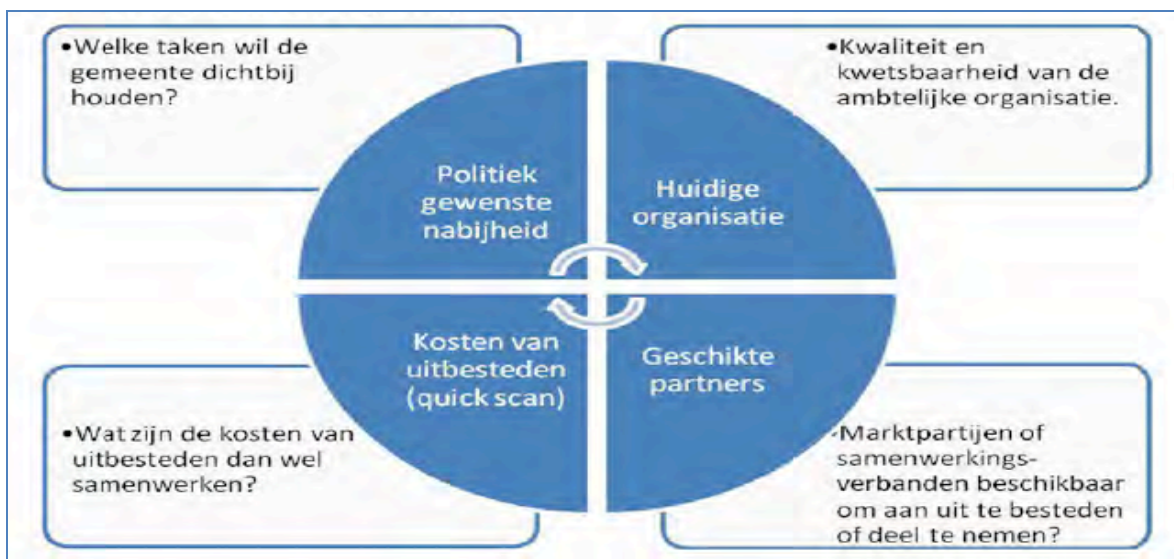 •Welke taken wil de
gemeente dichtbij
houden?
•Kwaliteit en
kwetsbaarheid van de
ambtelijke organisatie.
Politiek
gewenste
nabijheid
Huidige
organisatie
Kosten van
uitbesteden
(quick scan)
Geschikte
partners
•Wat zijn de kosten van
uitbesteden dan wel
samenwerken?
•Marktpartijen of
samenwerkings-
verbanden beschikbaar
om aan uit te besteden
of deel te nemen?